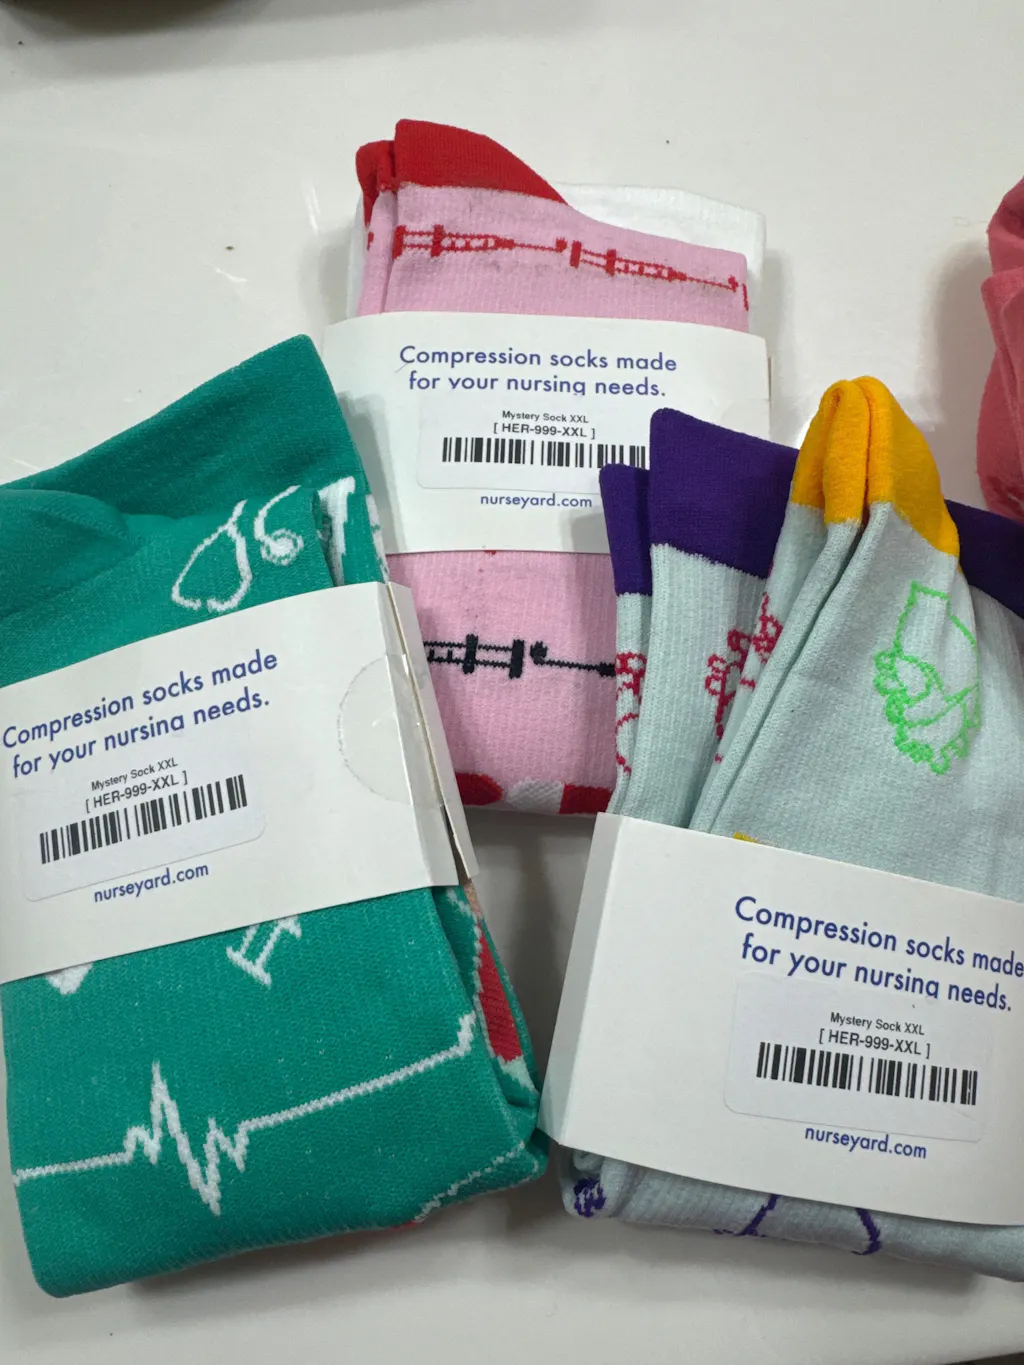 Compression socks made
for your nursing needs.
Mystery Sock XXL
[ HER-999-XXL ]
nurseyard.com
Compression socks made
for your nursing needs.
Mystery Sock XXL
[ HER-999-XXL ]
nurseyard.com
Compression socks made
for your nursing needs.
Mystery Sock XXL
[ HER-999-XXL ]
nurseyard.com